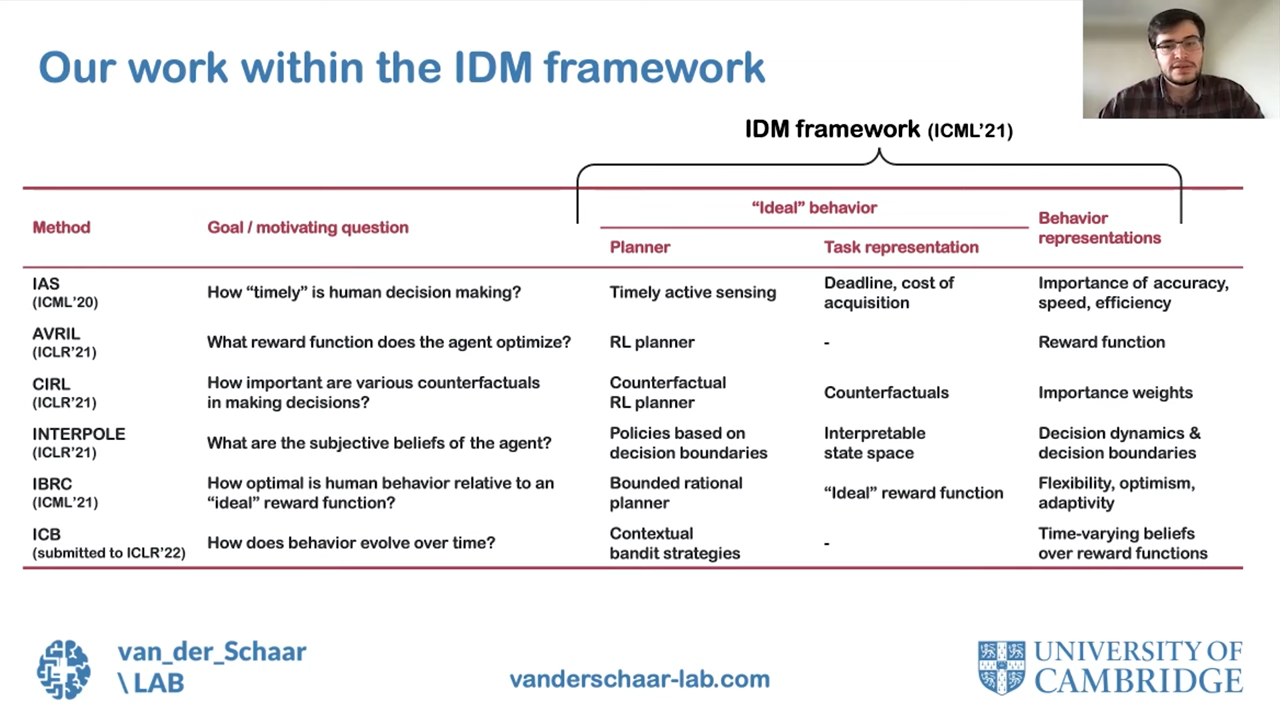 Our work within the IDM framework
IDM framework (ICML'21)
Method
Goal / motivating question
"Ideal" behavior
Planner
Task representation
Behavior
representations
IAS
(ICML'20)
How "timely" is human decision making?
Timely active sensing
Deadline, cost of
acquisition
Importance of accuracy,
speed, efficiency
AVRIL
(ICLR'21)
What reward function does the agent optimize?
RL planner
-
Reward function
CIRL
(ICLR'21)
How important are various counterfactuals
in making decisions?
Counterfactual
RL planner
Counterfactuals
Importance weights
INTERPOLE
(ICLR'21)
What are the subjective beliefs of the agent?
Policies based on
decision boundaries
Interpretable
state space
Decision dynamics &
decision boundaries
IBRC
(ICML'21)
How optimal is human behavior relative to an
"ideal" reward function?
Bounded rational
planner
"Ideal" reward function
Flexibility, optimism,
adaptivity
ICB
(submitted to ICLR'22)
How does behavior evolve over time?
Contextual
bandit strategies
-
Time-varying beliefs
over reward functions
van_der_Schaar
\ LAB
vanderschaar-lab.com
UNIVERSITY OF
CAMBRIDGE